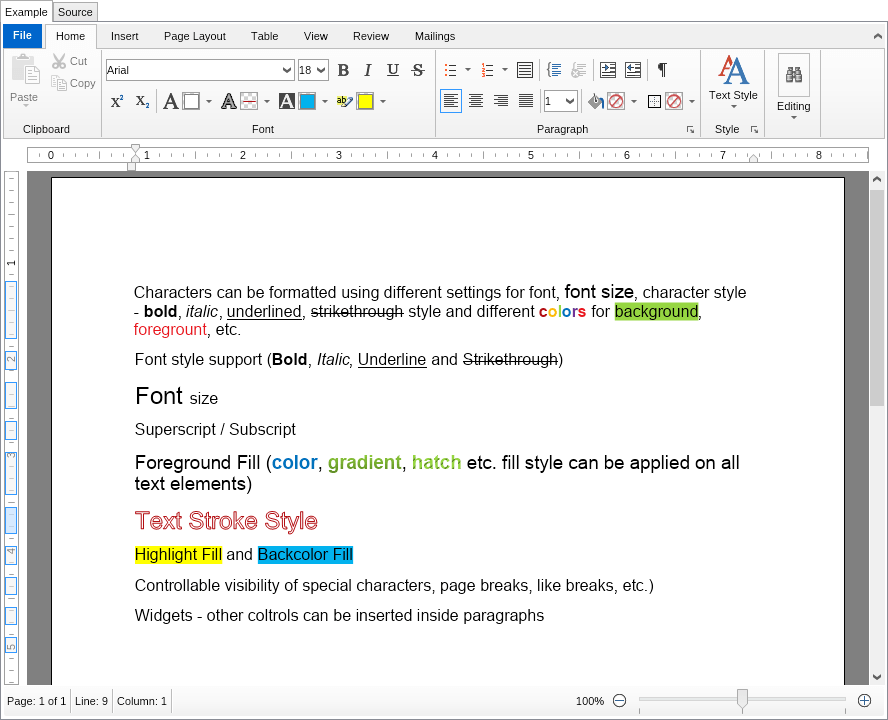 Example Source
File Home Insert Page Layout Table View Review Mailings
Arial 18 B I U S ¶
Cut
Copy
Paste
X² X₂ A A A ab 1
Text Style
Editing
Clipboard Font Paragraph Style
0 1 2 3 4 5 6 7 8
1
2
3
4
5
Characters can be formatted using different settings for font, font size, character style
- bold, italic, underlined, strikethrough style and different colors for background,
foregrount, etc.
Font style support (Bold, Italic, Underline and Strikethrough)
Font size
Superscript / Subscript
Foreground Fill (color, gradient, hatch etc. fill style can be applied on all
text elements)
Text Stroke Style
Highlight Fill and Backcolor Fill
Controllable visibility of special characters, page breaks, like breaks, etc.)
Widgets - other coltrols can be inserted inside paragraphs
Page: 1 of 1 Line: 9 Column: 1 100%